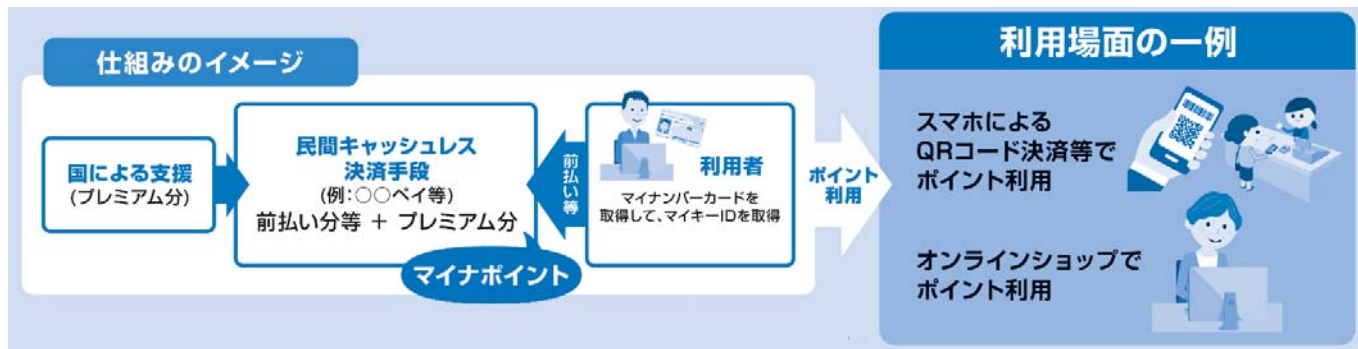 仕組みのイメージ
国による支援
(プレミアム分)
民間キャッシュレス
決済手段
(例:○○ペイ等)
前払い分等 + プレミアム分
マイナポイント
前払い等
利用者
マイナンバーカードを
取得して、マイキーIDを取得
ポイント
利用
利用場面の一例
スマホによる
QRコード決済等で
ポイント利用
オンラインショップで
ポイント利用